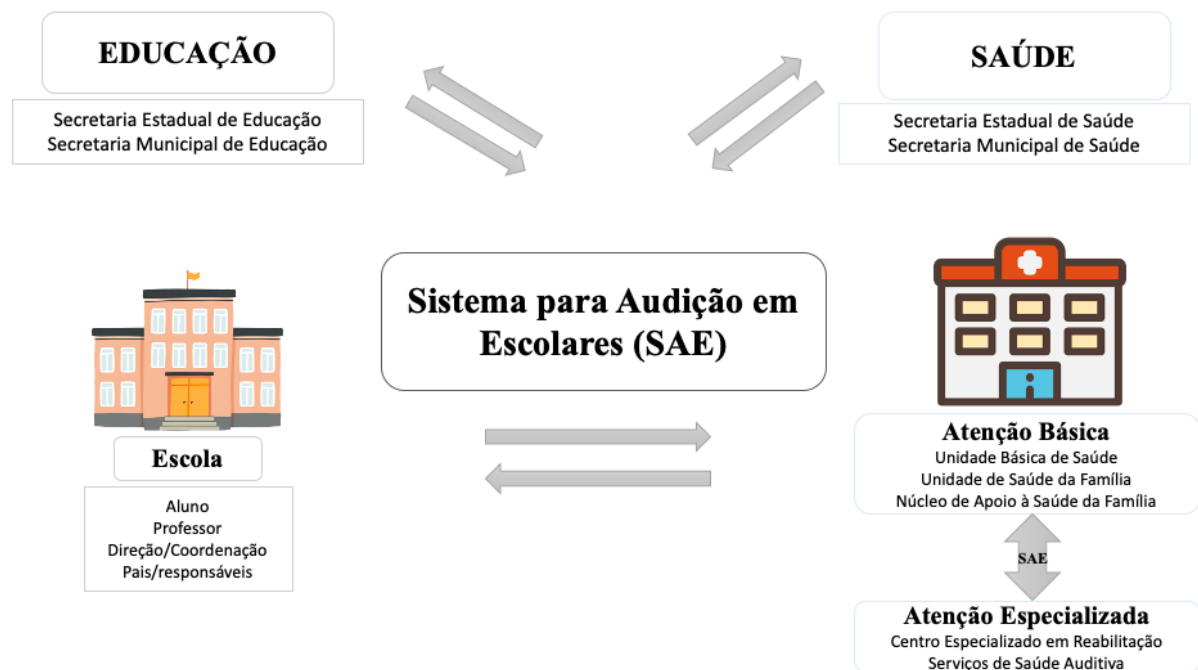 EDUCAÇÃO
Secretaria Estadual de Educação
Secretaria Municipal de Educação
SAÚDE
Secretaria Estadual de Saúde
Secretaria Municipal de Saúde
Sistema para Audição em
Escolares (SAE)
Escola
Aluno
Professor
Direção/Coordenação
Pais/responsáveis
Atenção Básica
Unidade Básica de Saúde
Unidade de Saúde da Família
Núcleo de Apoio à Saúde da Família
SAE
Atenção Especializada
Centro Especializado em Reabilitação
Serviços de Saúde Auditiva